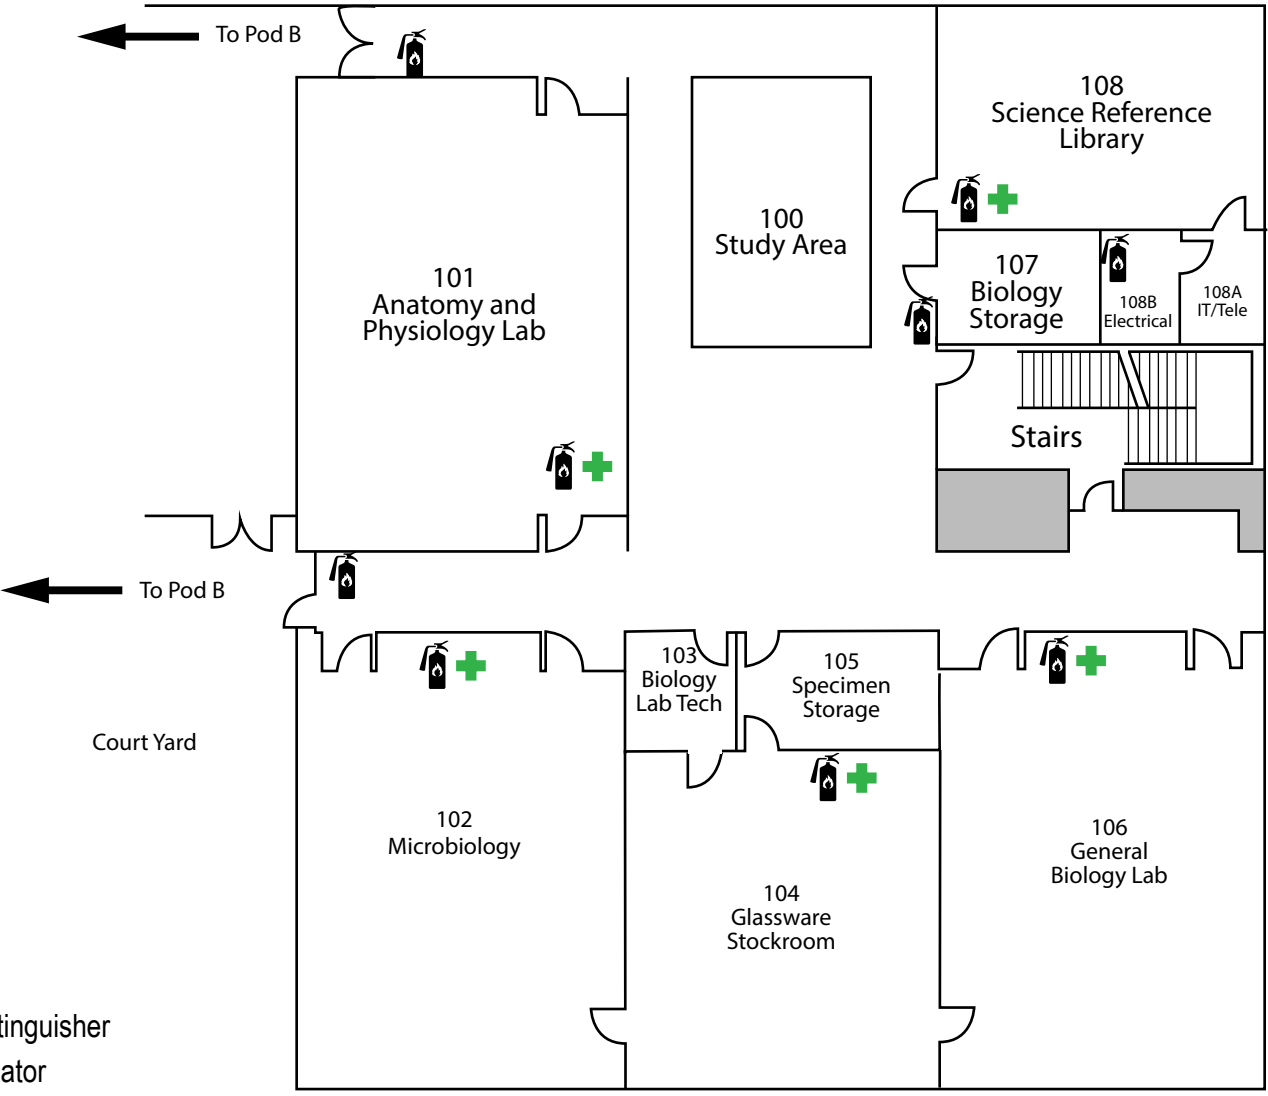 To Pod B
108
Science Reference
Library
100
Study Area
101
Anatomy and
Physiology Lab
107
Biology
Storage
108B
Electrical
108A
IT/Tele
Stairs
To Pod B
103
Biology
Lab Tech
105
Specimen
Storage
Court Yard
102
Microbiology
106
General
Biology Lab
104
Glassware
Stockroom
tinguisher
ator